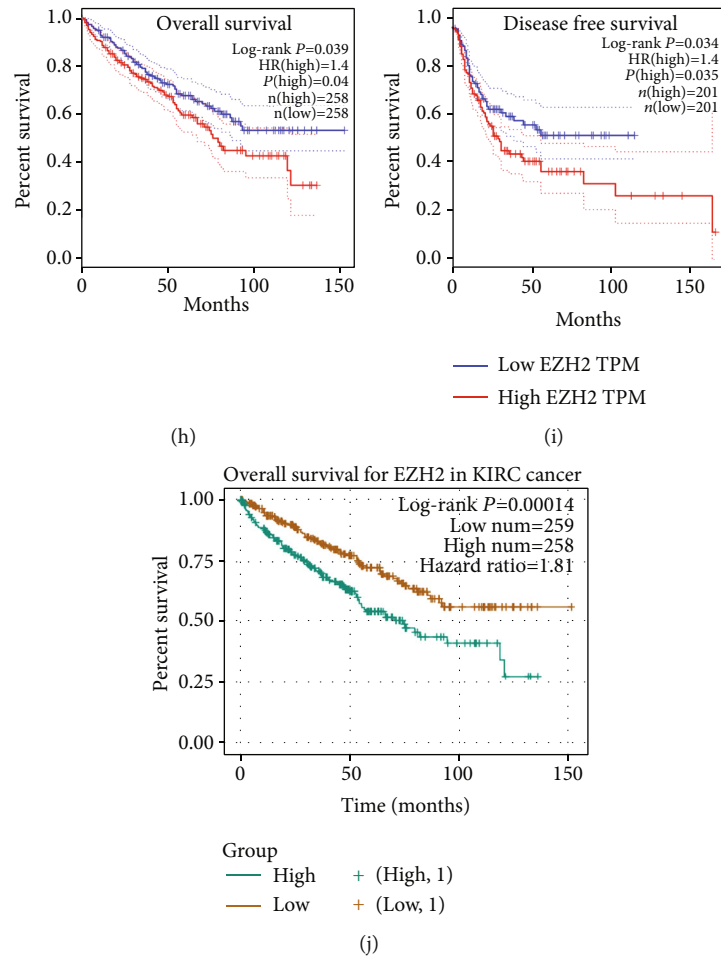 Overall survival
Log-rank P=0.039
HR(high)=1.4
P(high)=0.04
n(high)=258
n(low)=258
Percent survival
1.0
0.8
0.6
0.4
0.2
0.0
0
50
100
150
Months
(h)
Disease free survival
Log-rank P=0.034
HR(high)=1.4
P(high)=0.035
n(high)=201
n(low)=201
Percent survival
1.0
0.8
0.6
0.4
0.2
0.0
0
50
100
150
Months
Low EZH2 TPM
High EZH2 TPM
(i)
Overall survival for EZH2 in KIRC cancer
Log-rank P=0.00014
Low num=259
High num=258
Hazard ratio=1.81
Percent survival
1.00
0.75
0.50
0.25
0.00
0
50
100
150
Time (months)
Group
High
(High, 1)
Low
(Low, 1)
(j)